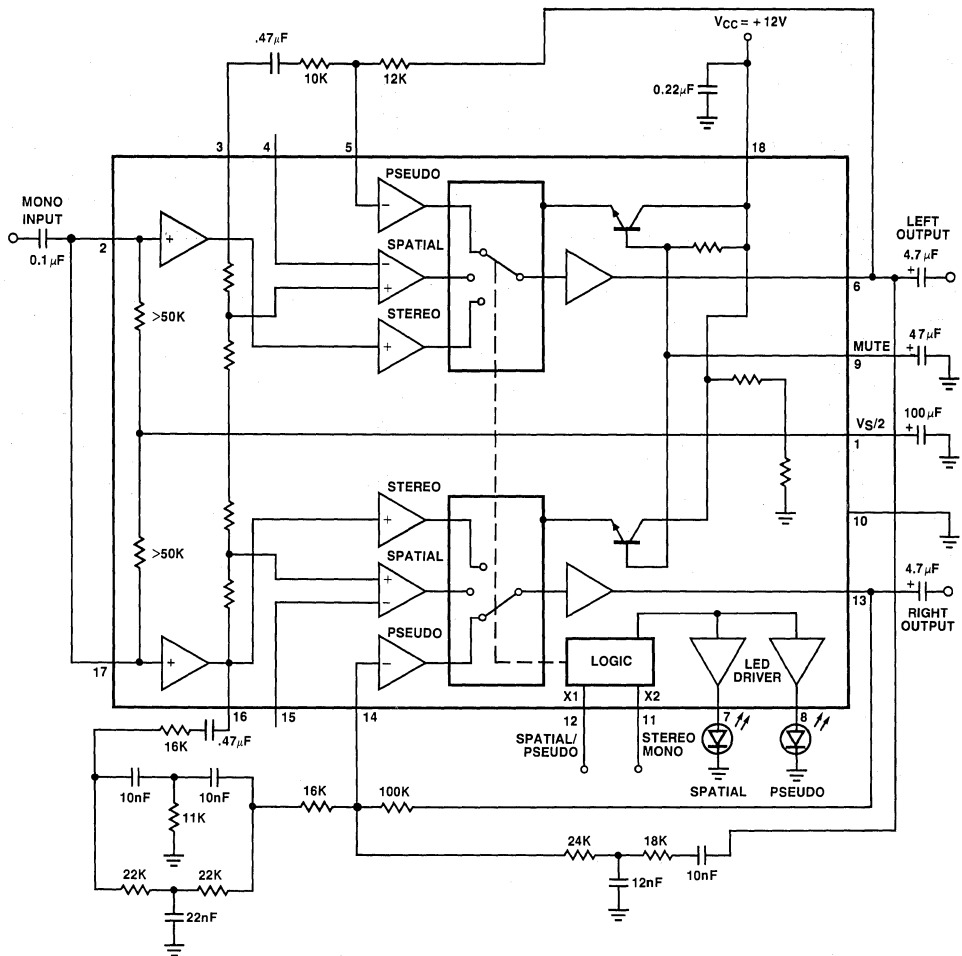 VCC = +12V
.47µF
10K
12K
0.22µF
3
4
5
18
PSEUDO
MONO
INPUT
LEFT
OUTPUT
SPATIAL
4.7µF
+
0.1µF
2
+
−
+
−
+
6
>50K
STEREO
MUTE
9
47µF
+
VS/2
1
100µF
+
STEREO
10
+
>50K
SPATIAL
+
−
4.7µF
+
13
RIGHT
OUTPUT
PSEUDO
−
17
+
LOGIC
LED
DRIVER
X1
X2
16
15
14
12
11
7
8
16K
.47µF
SPATIAL/
PSEUDO
STEREO
MONO
10nF
10nF
16K
100K
SPATIAL
PSEUDO
11K
24K
18K
22K
22K
12nF
10nF
22nF